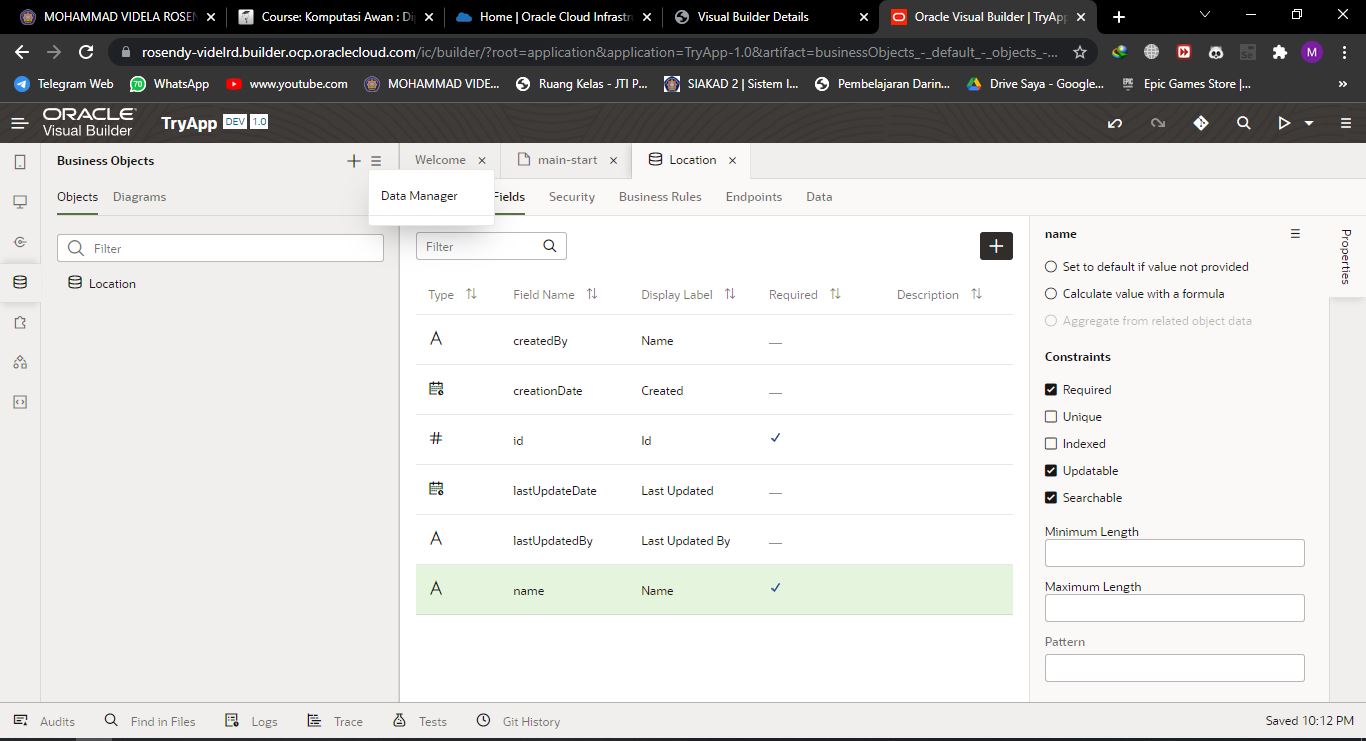 MOHAMMAD VIDELA ROSEN
Course: Komputasi Awan : Di
Home | Oracle Cloud Infrastr
Visual Builder Details
Oracle Visual Builder | TryApp
rosendy-videlrd.builder.ocp.oraclecloud.com/ic/builder/?root=application&application=TryApp-1.0&artifact=businessObjects_-_default_-_objects_-...
M
Telegram Web
WhatsApp
www.youtube.com
MOHAMMAD VIDE...
Ruang Kelas - JTI P...
SIAKAD 2 | Sistem I...
Pembelajaran Darin...
Drive Saya - Google...
Epic Games Store |...
ORACLE
Visual Builder
TryApp DEV 1.0
Business Objects
Welcome
main-start
Location
Objects
Diagrams
Data Manager
Fields
Security
Business Rules
Endpoints
Data
Filter
Location
Filter
Type
Field Name
Display Label
Required
Description
createdBy
Name
creationDate
Created
id
Id
lastUpdateDate
Last Updated
lastUpdatedBy
Last Updated By
name
Name
name
Properties
Set to default if value not provided
Calculate value with a formula
Aggregate from related object data
Constraints
Required
Unique
Indexed
Updatable
Searchable
Minimum Length
Maximum Length
Pattern
Audits
Find in Files
Logs
Trace
Tests
Git History
Saved 10:12 PM